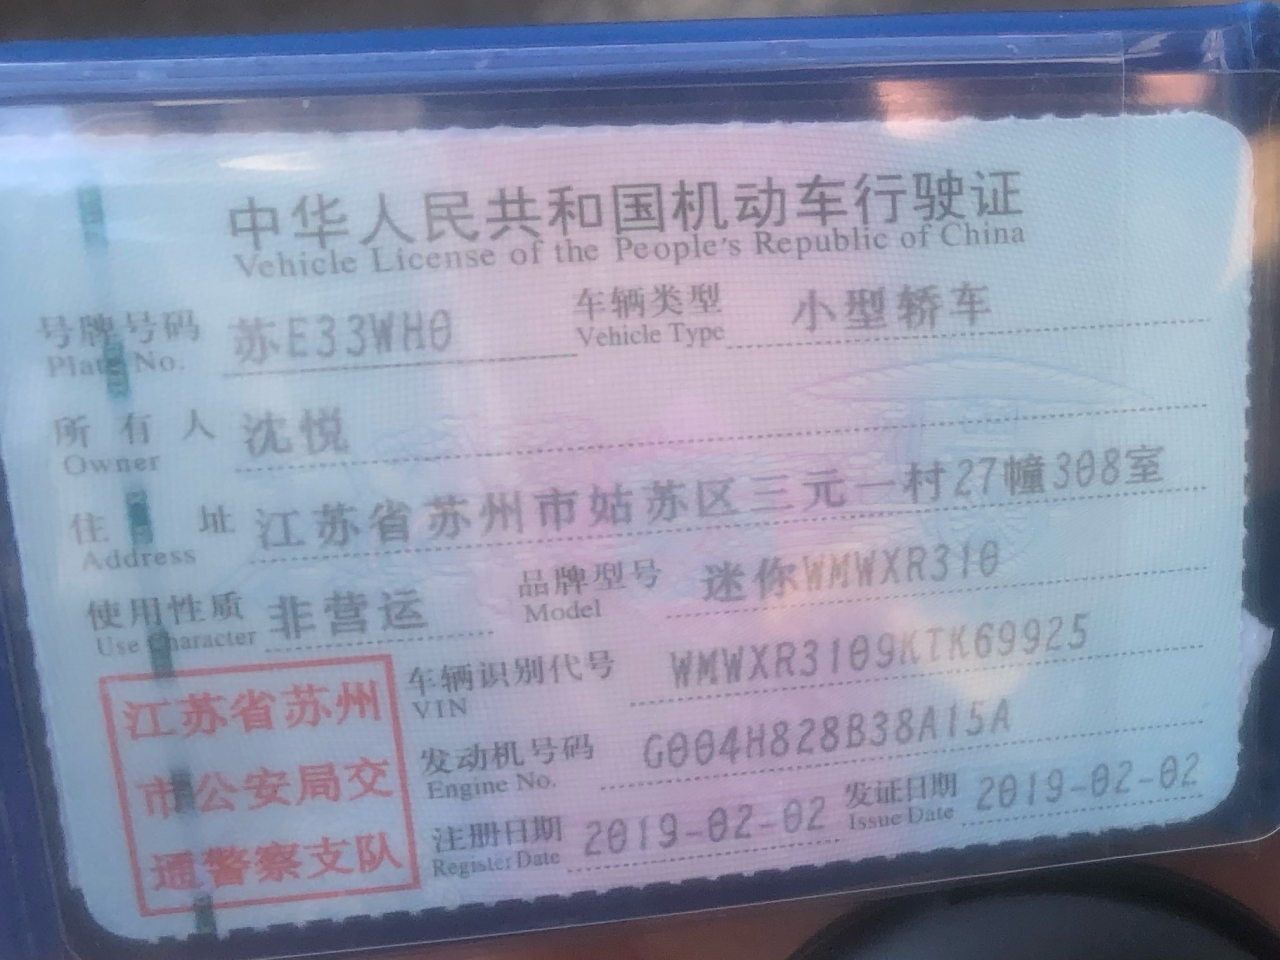 中华人民共和国机动车行驶证
Vehicle License of the People's Republic of China
号牌号码 苏E33WH0 车辆类型 小型轿车
Plate No. Vehicle Type
所有人 沈悦
Owner
住址 江苏省苏州市姑苏区三元一村27幢308室
Address
使用性质 非营运 品牌型号 迷你WMWXR310
Use Character Model
车辆识别代号 WMWXR3109KTK69925
VIN
发动机号码 G004H828B38A15A
Engine No.
注册日期 2019-02-02 发证日期 2019-02-02
Register Date Issue Date
江苏省苏州
市公安局交
通警察支队